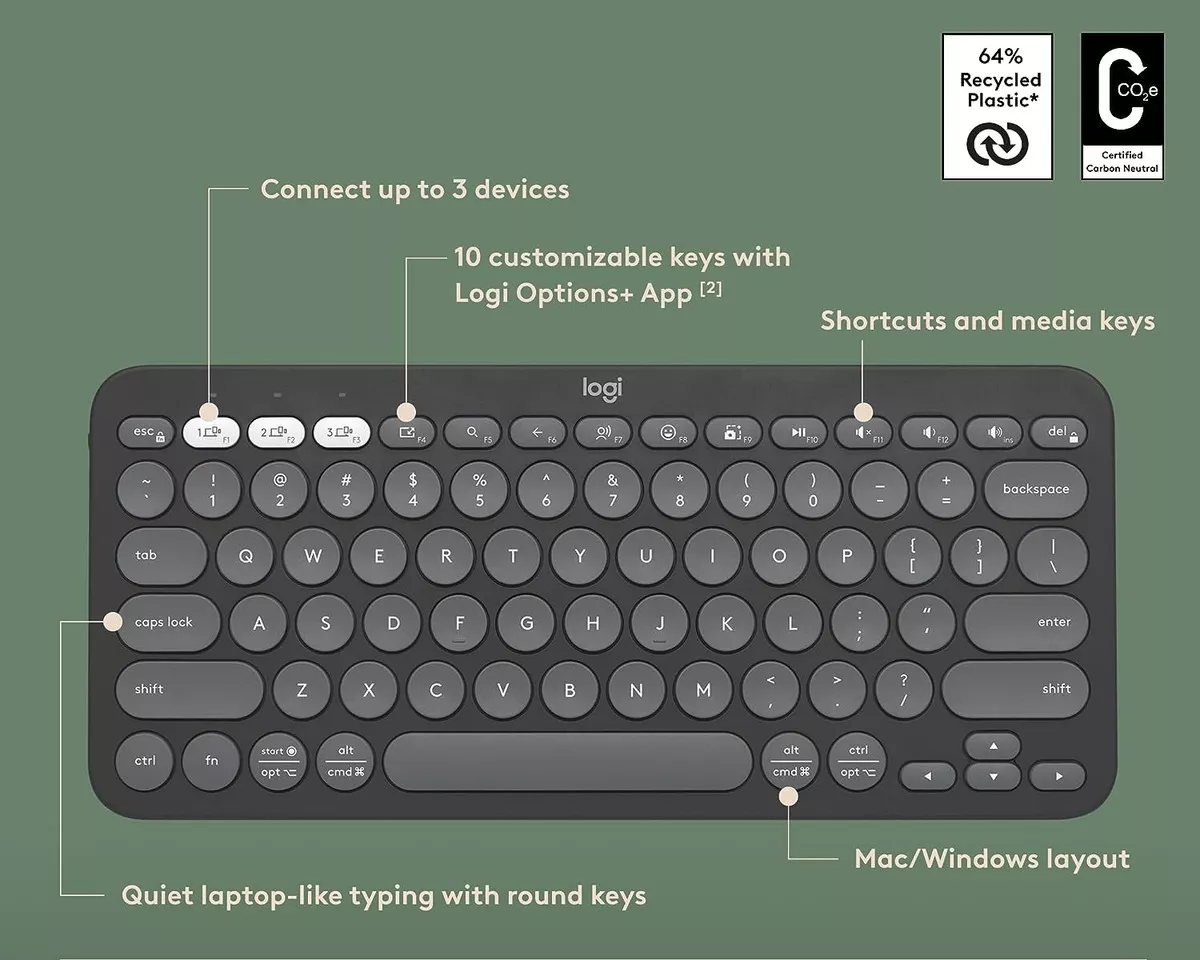 64%
Recycled
Plastic*
CO₂e
Certified
Carbon Neutral
Connect up to 3 devices
10 customizable keys with
Logi Options+ App [2]
Shortcuts and media keys
logi
esc fn 1 F1 2 F2 3 F3 F4 F5 F6 F7 F8 F9 F10 F11 F12 ins del
~ ! @ # $ % ^ & * ( ) _ +
` 1 2 3 4 5 6 7 8 9 0 - = backspace
tab Q W E R T Y U I O P { } |
[ ] \
caps lock A S D F G H J K L : “ enter
; ‘
shift Z X C V B N M < > ? shift
, . /
ctrl fn start alt alt ctrl
opt ⌥ cmd ⌘ cmd ⌘ opt ⌥
Mac/Windows layout
Quiet laptop-like typing with round keys